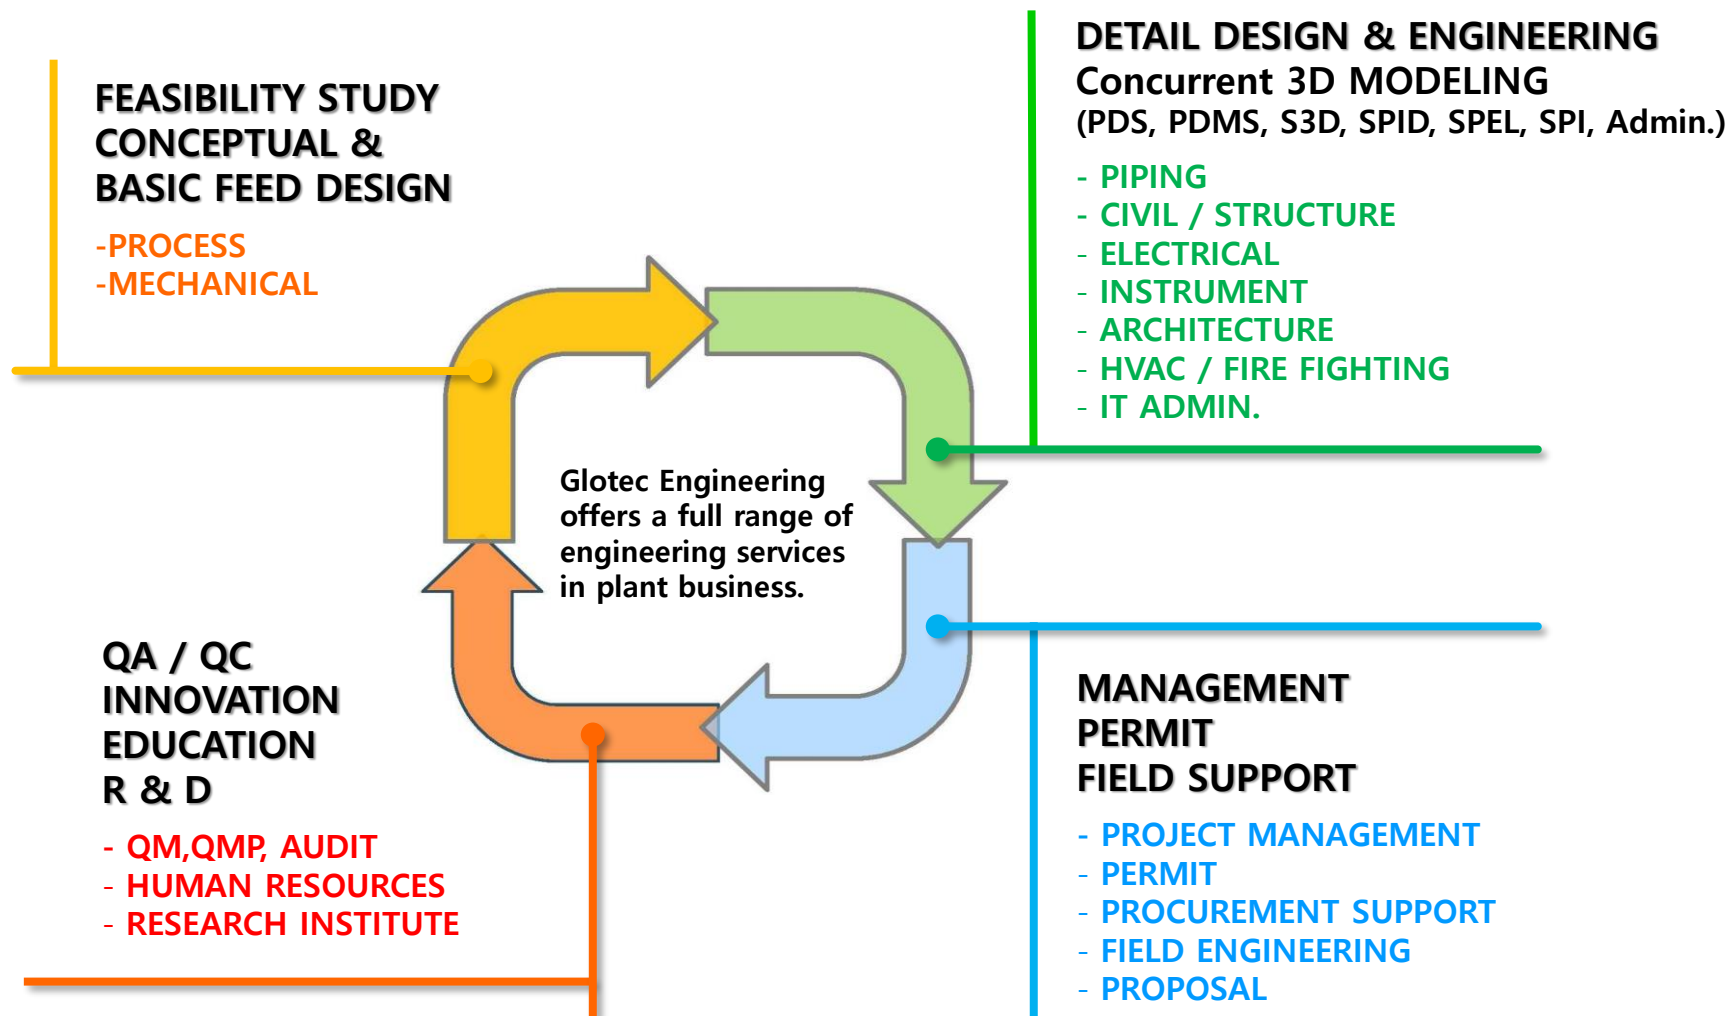 FEASIBILITY STUDY
CONCEPTUAL &
BASIC FEED DESIGN
-PROCESS
-MECHANICAL
DETAIL DESIGN & ENGINEERING
Concurrent 3D MODELING
(PDS, PDMS, S3D, SPID, SPEL, SPI, Admin.)
- PIPING
- CIVIL / STRUCTURE
- ELECTRICAL
- INSTRUMENT
- ARCHITECTURE
- HVAC / FIRE FIGHTING
- IT ADMIN.
Glotec Engineering
offers a full range of
engineering services
in plant business.
QA / QC
INNOVATION
EDUCATION
R & D
- QM,QMP, AUDIT
- HUMAN RESOURCES
- RESEARCH INSTITUTE
MANAGEMENT
PERMIT
FIELD SUPPORT
- PROJECT MANAGEMENT
- PERMIT
- PROCUREMENT SUPPORT
- FIELD ENGINEERING
- PROPOSAL